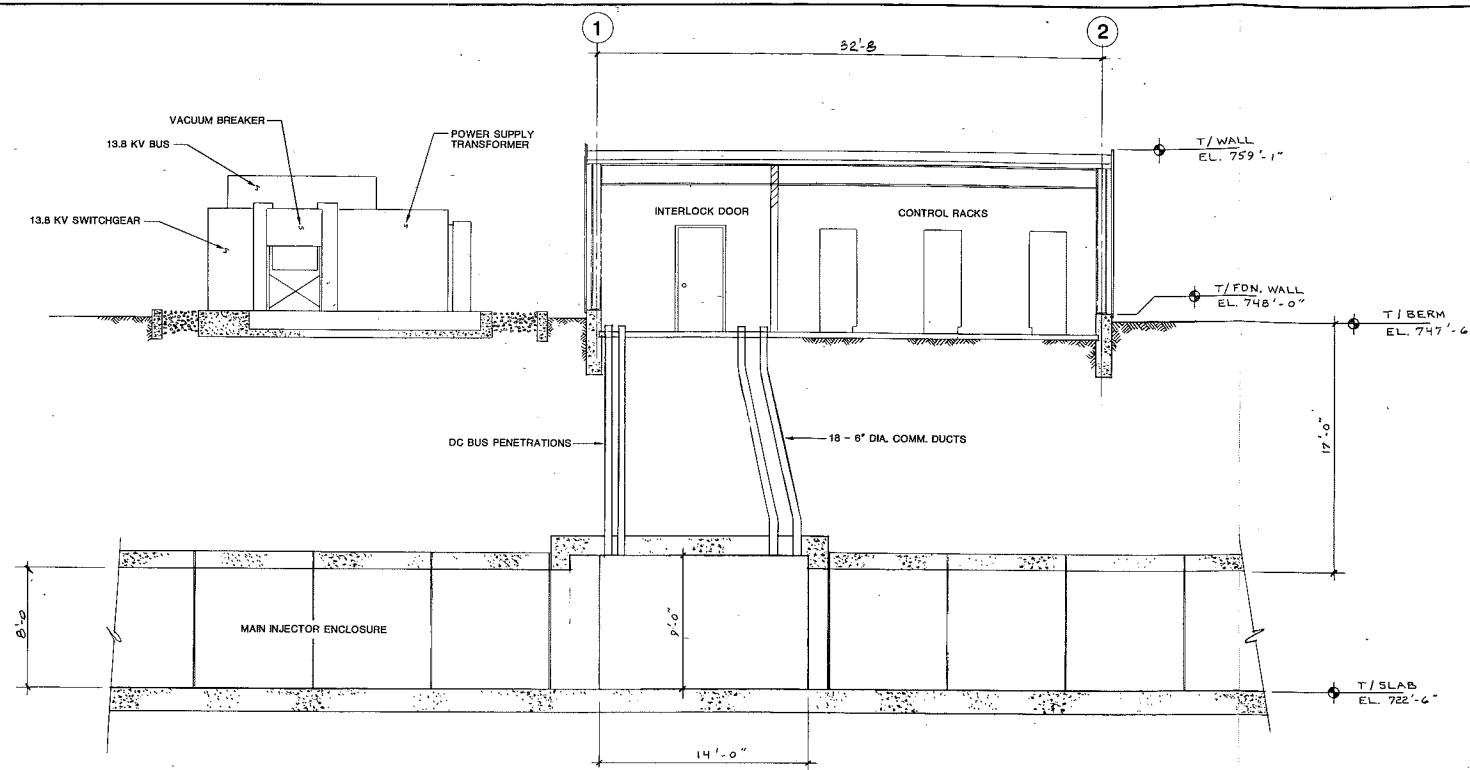 1
2
32'-8
VACUUM BREAKER
13.8 KV BUS
POWER SUPPLY
TRANSFORMER
T/WALL
EL. 759'-1"
13.8 KV SWITCHGEAR
INTERLOCK DOOR
CONTROL RACKS
T/FDN. WALL
EL. 748'-0"
T/BERM
EL. 747'-6
DC BUS PENETRATIONS
18 - 6" DIA. COMM. DUCTS
17'-0"
8'-0
MAIN INJECTOR ENCLOSURE
9'-0"
T/SLAB
EL. 722'-6"
14'-0"